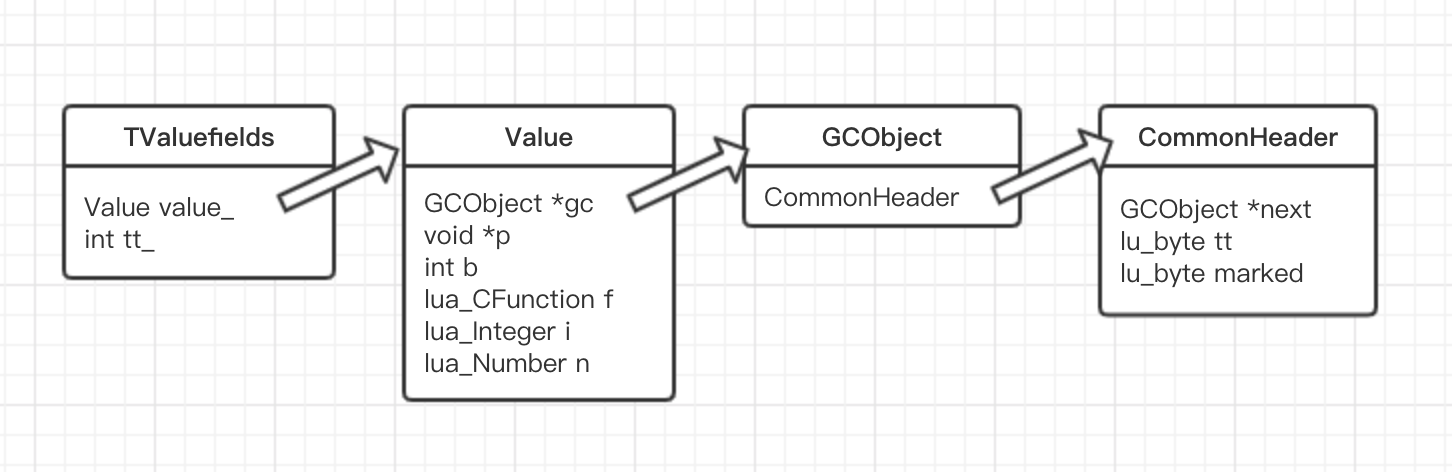 TValuefields
Value value_
int tt_
Value
GCObject *gc
void *p
int b
lua_CFunction f
lua_Integer i
lua_Number n
GCObject
CommonHeader
CommonHeader
GCObject *next
lu_byte tt
lu_byte marked